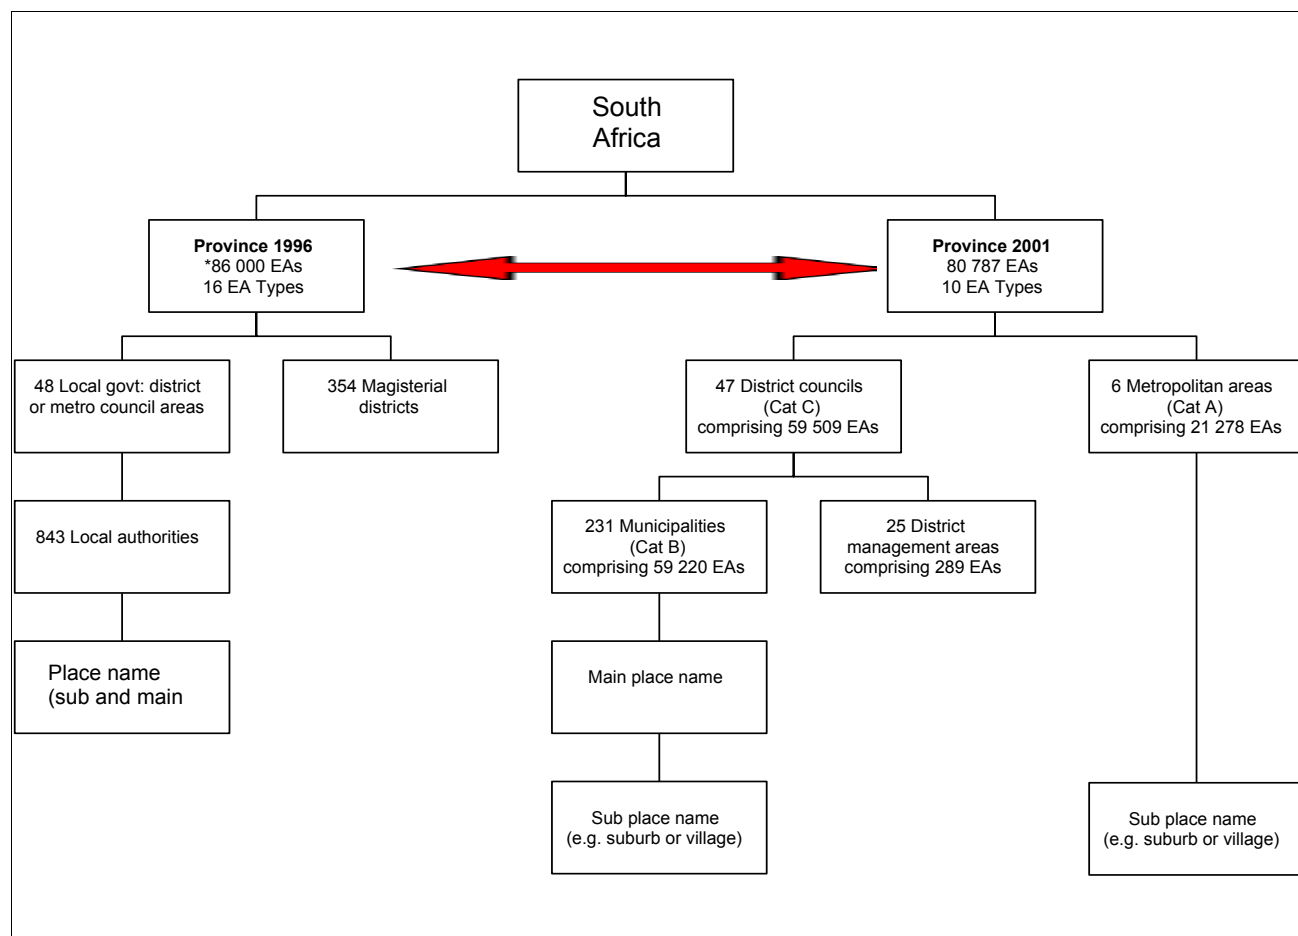 South
Africa
Province 1996
*86 000 EAs
16 EA Types
Province 2001
80 787 EAs
10 EA Types
48 Local govt: district
or metro council areas
354 Magisterial
districts
47 District councils
(Cat C)
comprising 59 509 EAs
6 Metropolitan areas
(Cat A)
comprising 21 278 EAs
843 Local authorities
231 Municipalities
(Cat B)
comprising 59 220 EAs
25 District
management areas
comprising 289 EAs
Place name
(sub and main
Main place name
Sub place name
(e.g. suburb or village)
Sub place name
(e.g. suburb or village)